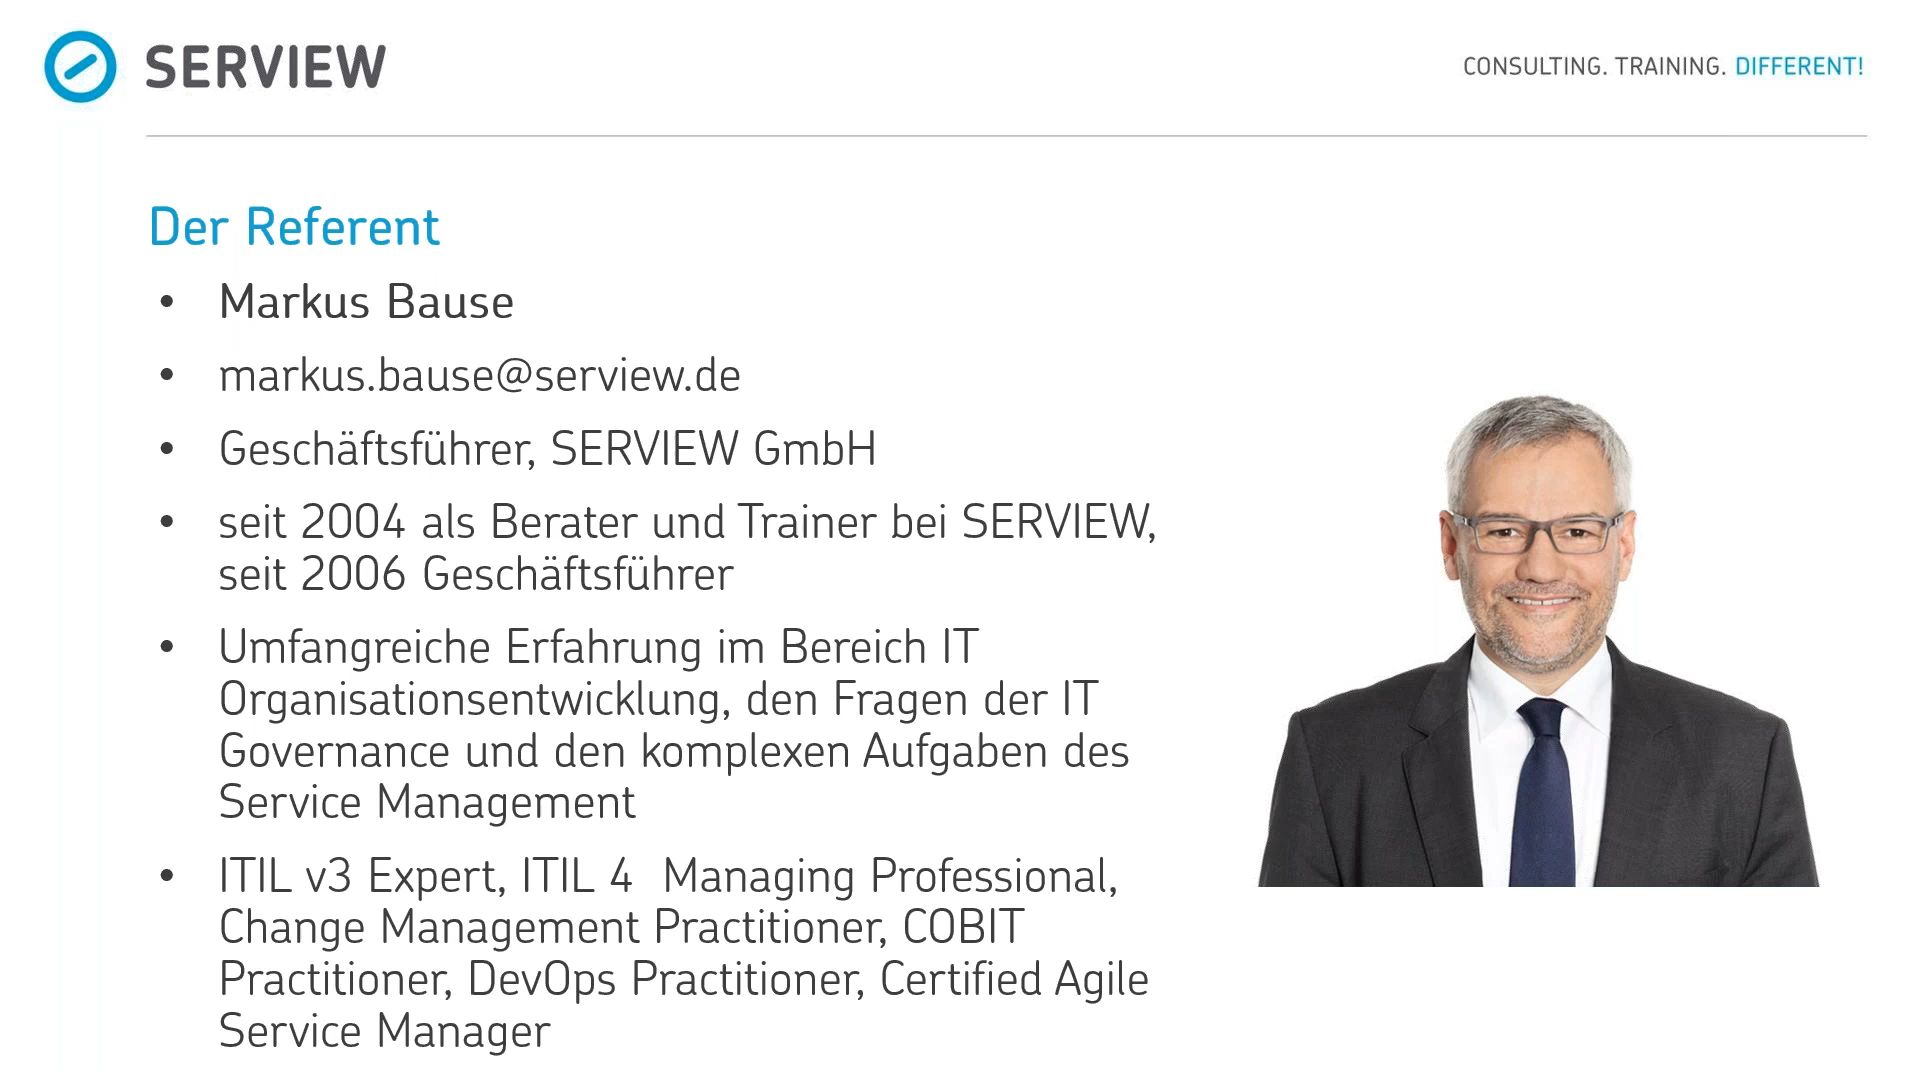 SERVIEW
CONSULTING. TRAINING. DIFFERENT!
Der Referent
• Markus Bause
• markus.bause@serview.de
• Geschäftsführer, SERVIEW GmbH
• seit 2004 als Berater und Trainer bei SERVIEW,
seit 2006 Geschäftsführer
• Umfangreiche Erfahrung im Bereich IT
Organisationsentwicklung, den Fragen der IT
Governance und den komplexen Aufgaben des
Service Management
• ITIL v3 Expert, ITIL 4  Managing Professional,
Change Management Practitioner, COBIT
Practitioner, DevOps Practitioner, Certified Agile
Service Manager